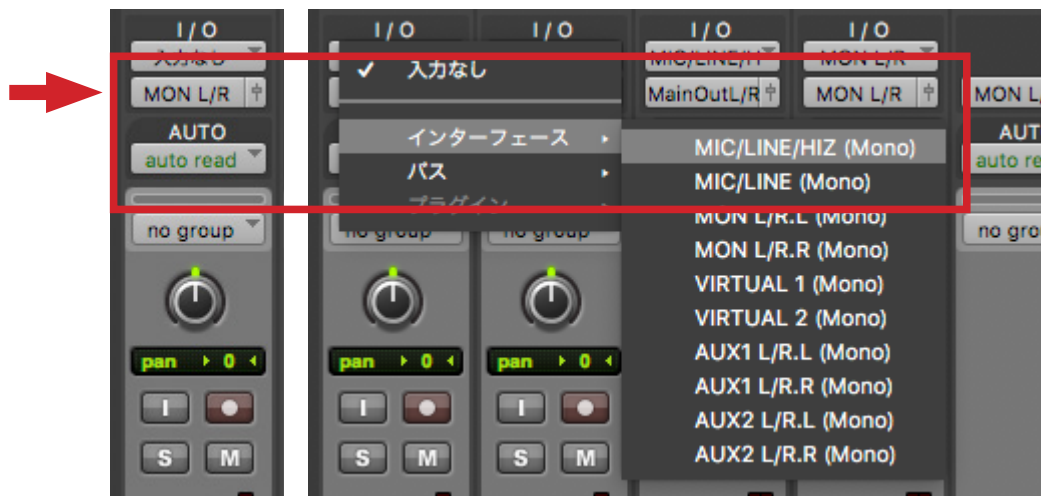 I / O
入力なし
MON L/R
AUTO
auto read
no group
pan 0
I
S M
I / O
I / O
I / O
I / O
✓ 入力なし
MIC/LINE/H
MON L/R
MainOutL/R
MON L/R
MON L
AUT
auto re
インターフェース
バス
プラグイン
MIC/LINE/HIZ (Mono)
MIC/LINE (Mono)
MON L/R.L (Mono)
MON L/R.R (Mono)
VIRTUAL 1 (Mono)
VIRTUAL 2 (Mono)
AUX1 L/R.L (Mono)
AUX1 L/R.R (Mono)
AUX2 L/R.L (Mono)
AUX2 L/R.R (Mono)
no group
no group
no gro
pan 0
pan 0
I
I
S M
S M